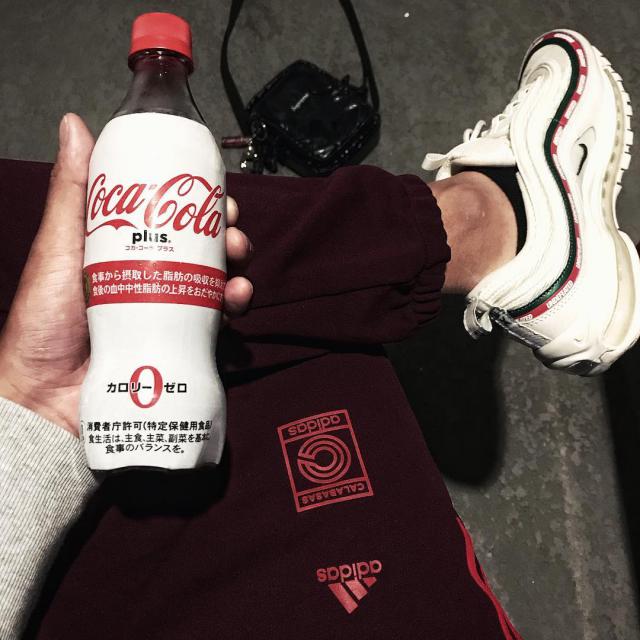 Coca-Cola
plus®
コカ・コーラ プラス
食事から摂取した脂肪の吸収を抑え
食後の血中中性脂肪の上昇をおだやかに
カロリー 0 ゼロ
消費者庁許可(特定保健用食品)
食生活は、主食、主菜、副菜を基本に
食事のバランスを。
adidas
CALABASAS
adidas